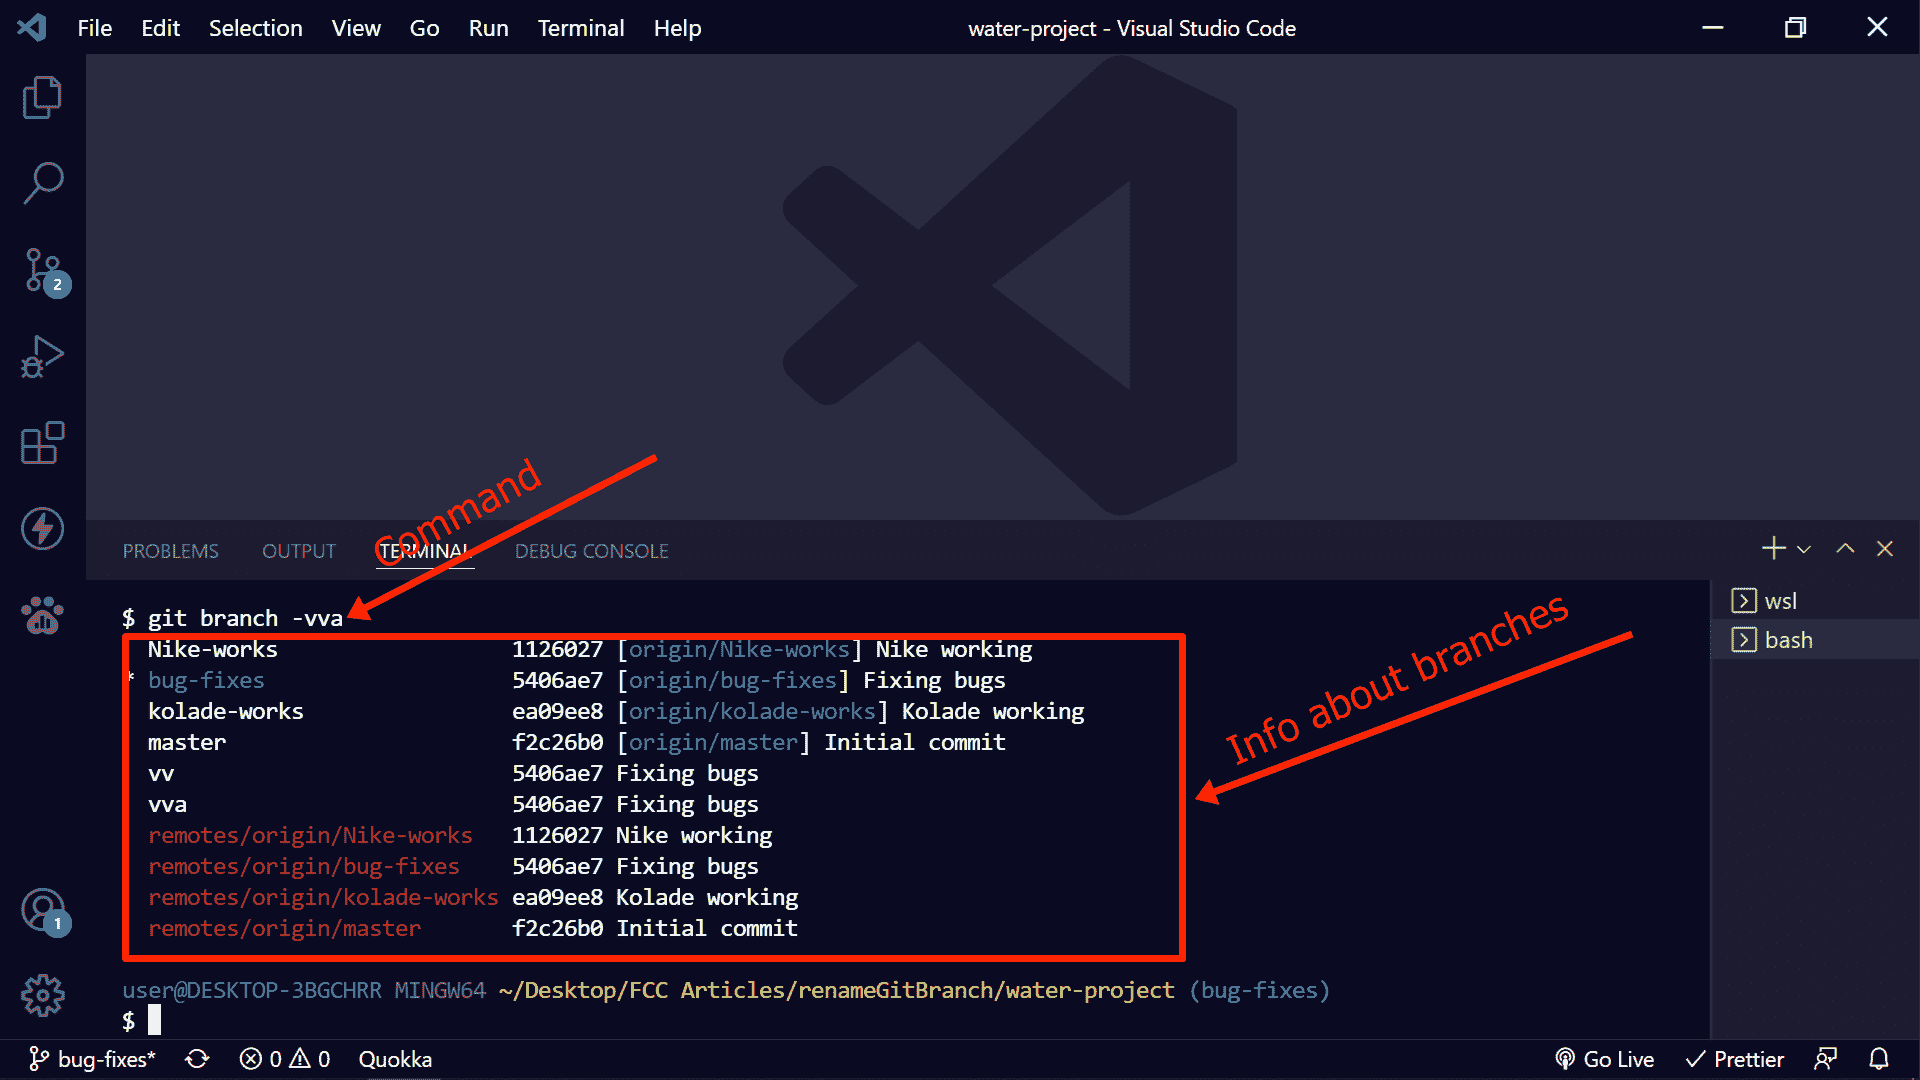 File Edit Selection View Go Run Terminal Help water-project - Visual Studio Code
2
Command
PROBLEMS OUTPUT TERMINAL DEBUG CONSOLE
wsl
bash
$ git branch -vva
Nike-works 1126027 [origin/Nike-works] Nike working
* bug-fixes 5406ae7 [origin/bug-fixes] Fixing bugs
kolade-works ea09ee8 [origin/kolade-works] Kolade working
master f2c26b0 [origin/master] Initial commit
vv 5406ae7 Fixing bugs
vva 5406ae7 Fixing bugs
remotes/origin/Nike-works 1126027 Nike working
remotes/origin/bug-fixes 5406ae7 Fixing bugs
remotes/origin/kolade-works ea09ee8 Kolade working
remotes/origin/master f2c26b0 Initial commit
Info about branches
user@DESKTOP-3BGCHRR MINGW64 ~/Desktop/FCC Articles/renameGitBranch/water-project (bug-fixes)
$
1
bug-fixes* 0 0 Quokka Go Live Prettier